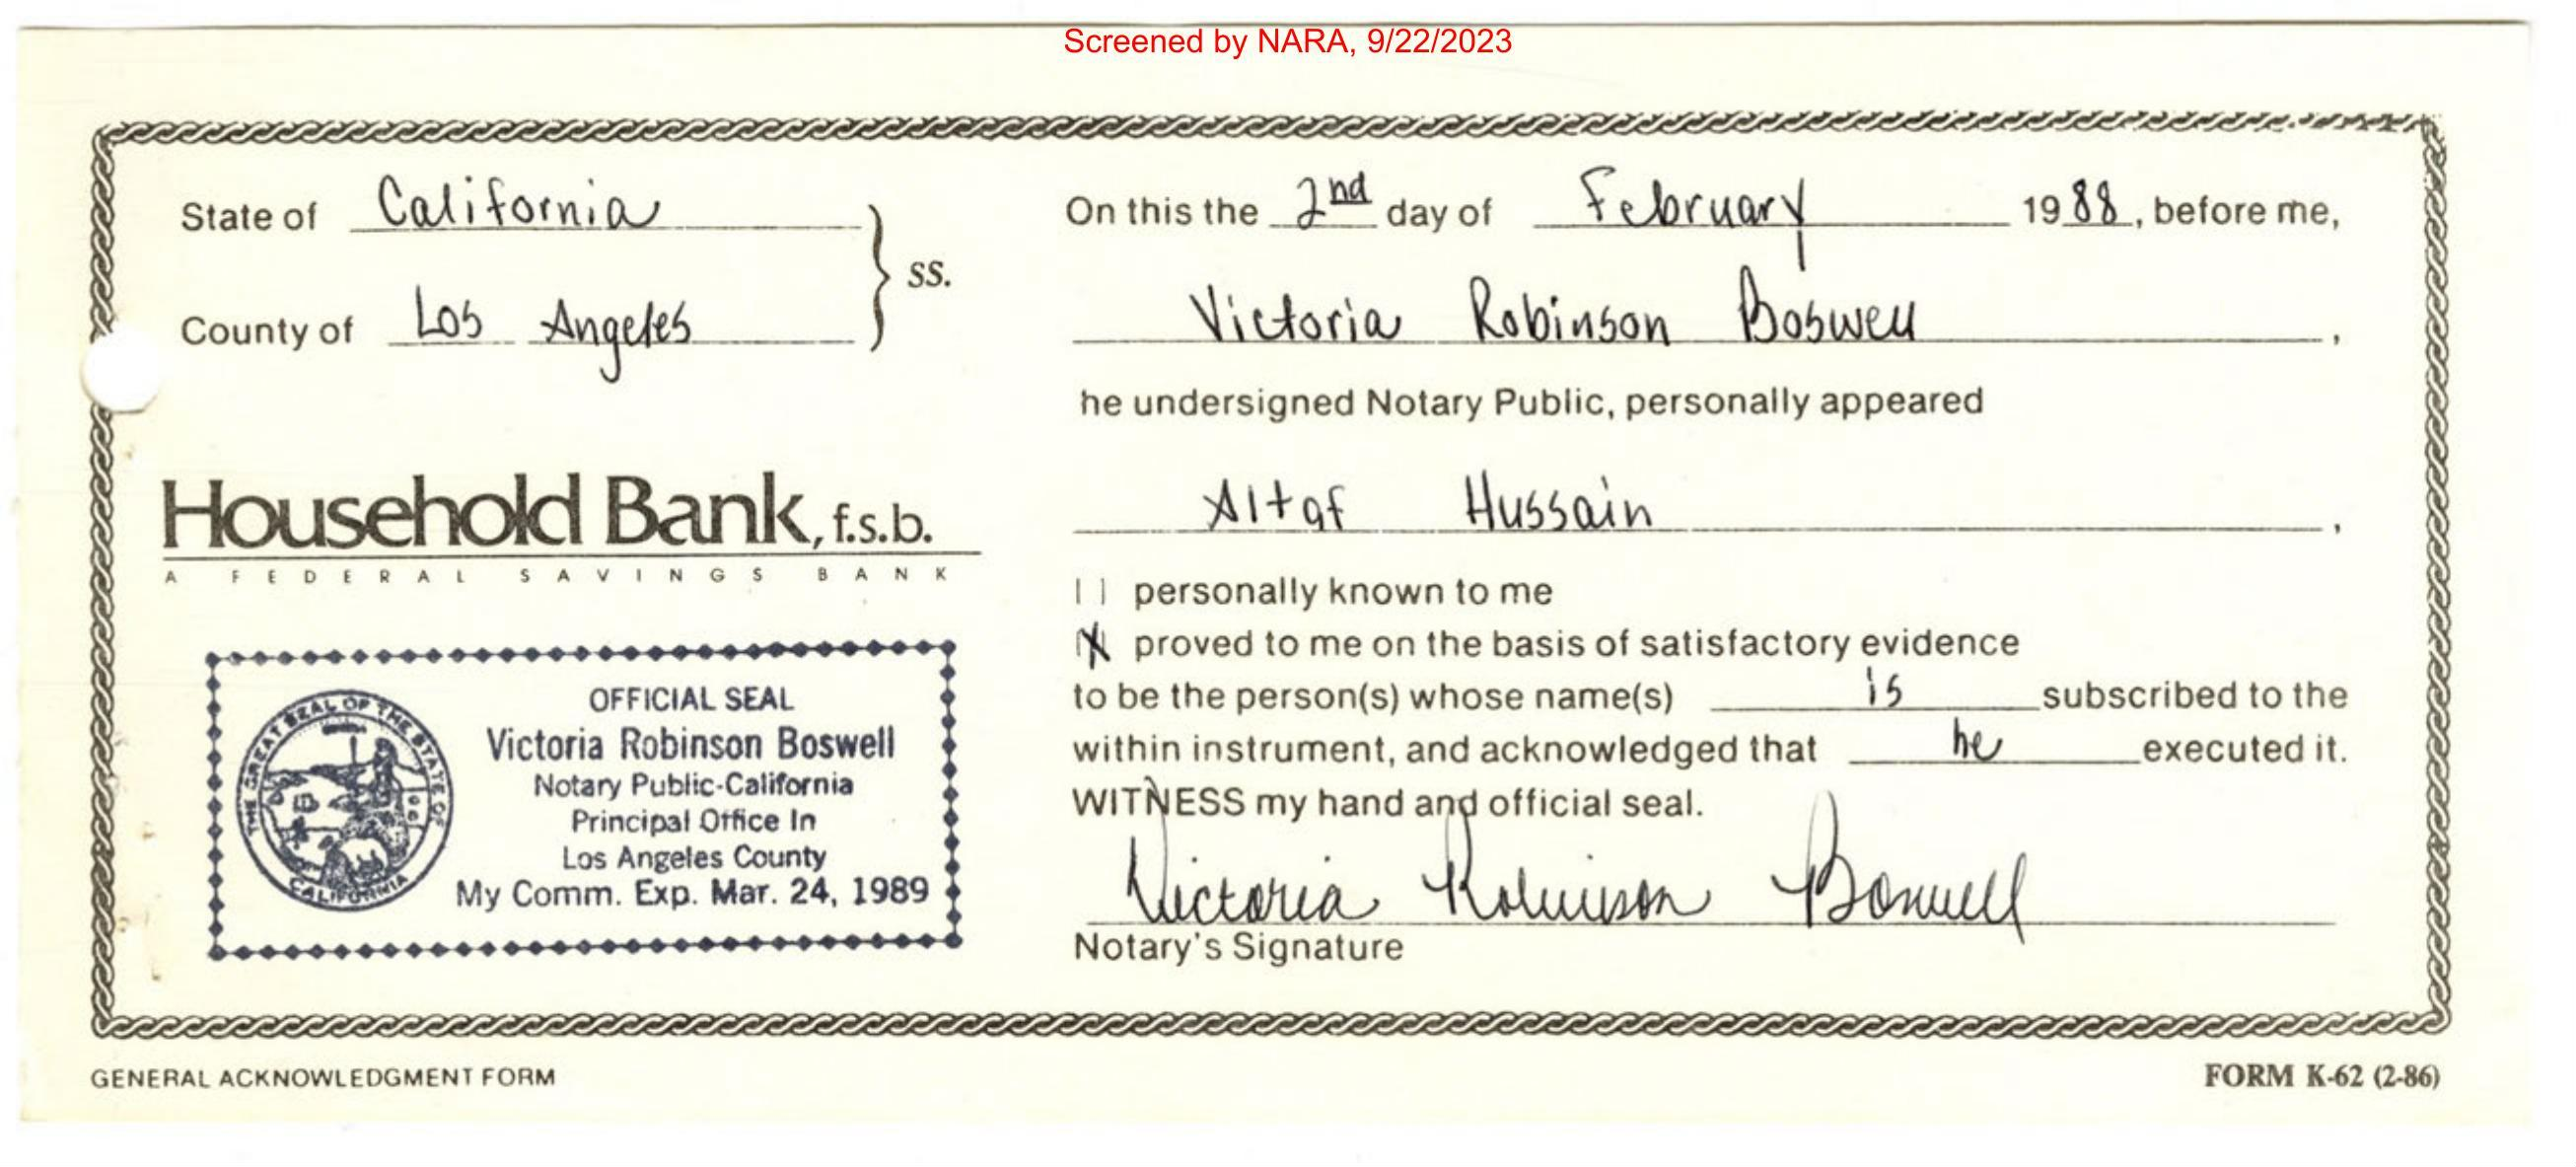 Screened by NARA, 9/22/2023
State of California
County of Los Angeles
ss.
On this the 2nd day of February 1988, before me,
Victoria Robinson Boswell,
he undersigned Notary Public, personally appeared
Altaf Hussain,
[ ] personally known to me
[X] proved to me on the basis of satisfactory evidence
to be the person(s) whose name(s) is subscribed to the
within instrument, and acknowledged that he executed it.
WITNESS my hand and official seal.
Victoria Robinson Boswell
Notary's Signature
Household Bank, f.s.b.
A FEDERAL SAVINGS BANK
OFFICIAL SEAL
Victoria Robinson Boswell
Notary Public-California
Principal Office In
Los Angeles County
My Comm. Exp. Mar. 24, 1989
THE GREAT SEAL OF THE STATE OF CALIFORNIA
GENERAL ACKNOWLEDGMENT FORM
FORM K-62 (2-86)